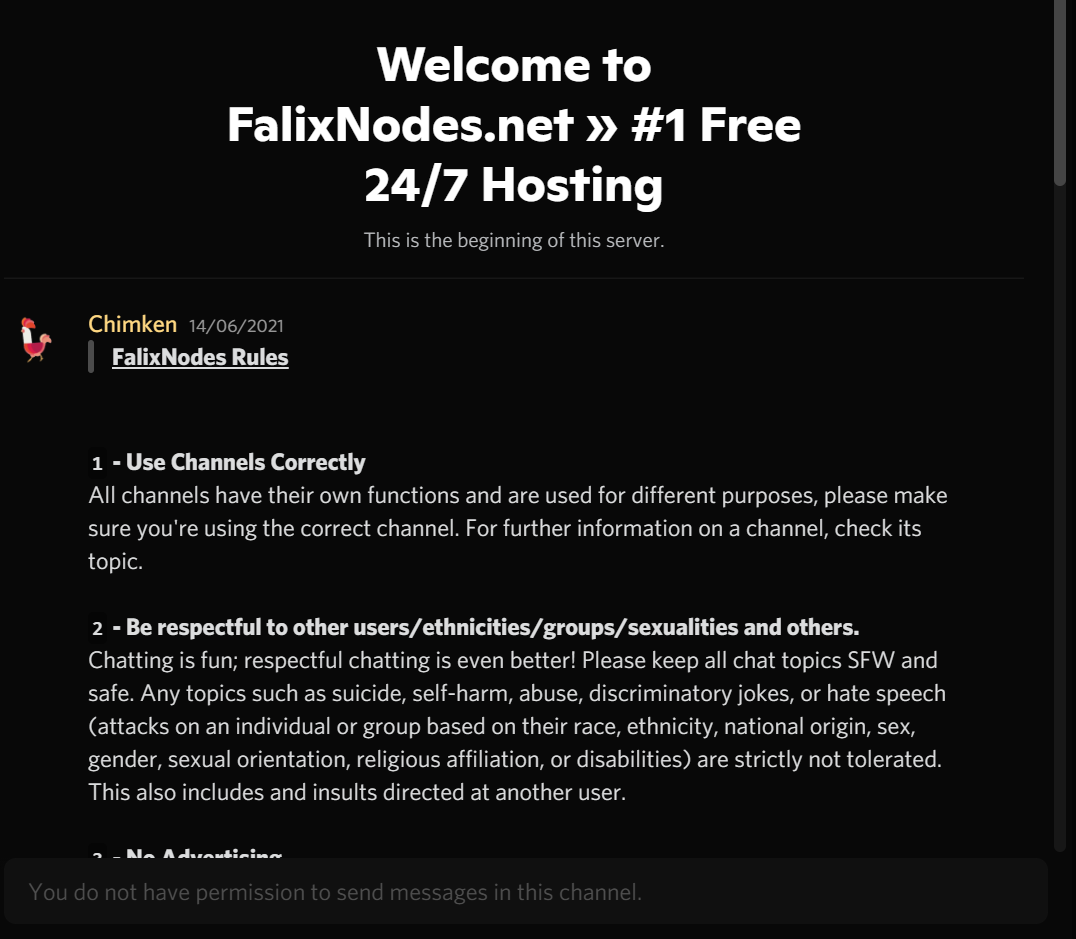 Welcome to
FalixNodes.net » #1 Free
24/7 Hosting
This is the beginning of this server.
Chimken 14/06/2021
FalixNodes Rules
1 - Use Channels Correctly
All channels have their own functions and are used for different purposes, please make
sure you're using the correct channel. For further information on a channel, check its
topic.
2 - Be respectful to other users/ethnicities/groups/sexualities and others.
Chatting is fun; respectful chatting is even better! Please keep all chat topics SFW and
safe. Any topics such as suicide, self-harm, abuse, discriminatory jokes, or hate speech
(attacks on an individual or group based on their race, ethnicity, national origin, sex,
gender, sexual orientation, religious affiliation, or disabilities) are strictly not tolerated.
This also includes and insults directed at another user.
3 - No Advertising
You do not have permission to send messages in this channel.